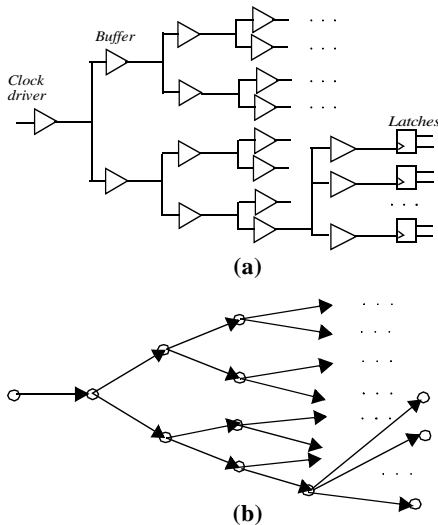 . . .
Buffer
Clock
driver
. . .
Latches
. . .
(a)
. . .
. . .
. . .
. . .
. . .
(b)